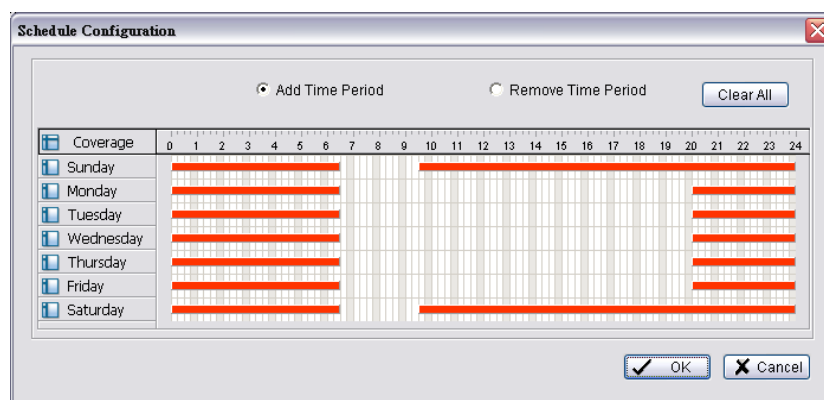 Schedule Configuration
Add Time Period Remove Time Period Clear All
Coverage 0 1 2 3 4 5 6 7 8 9 10 11 12 13 14 15 16 17 18 19 20 21 22 23 24
Sunday
Monday
Tuesday
Wednesday
Thursday
Friday
Saturday
OK Cancel